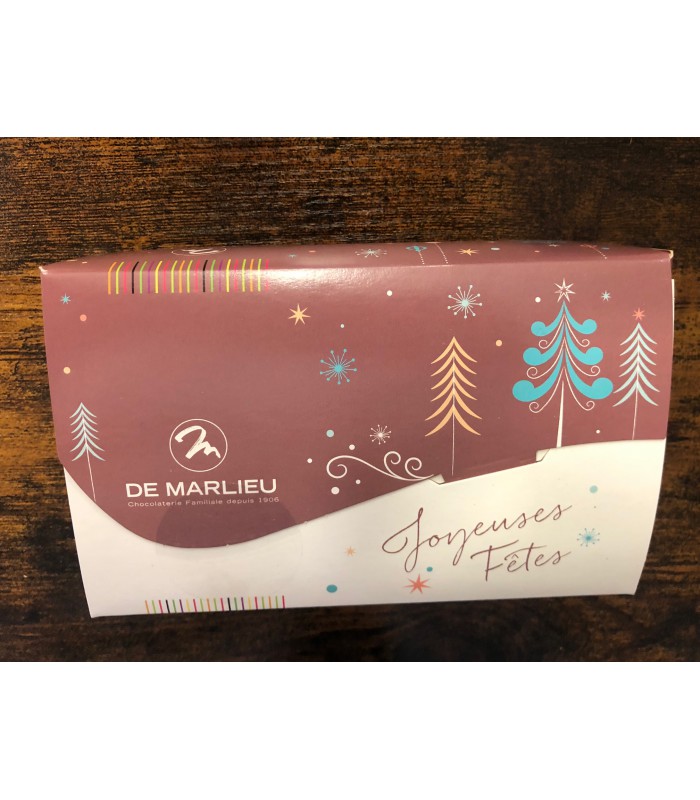 DE MARLIEU
Chocolaterie Familiale depuis 1906
Joyeuses
Fêtes